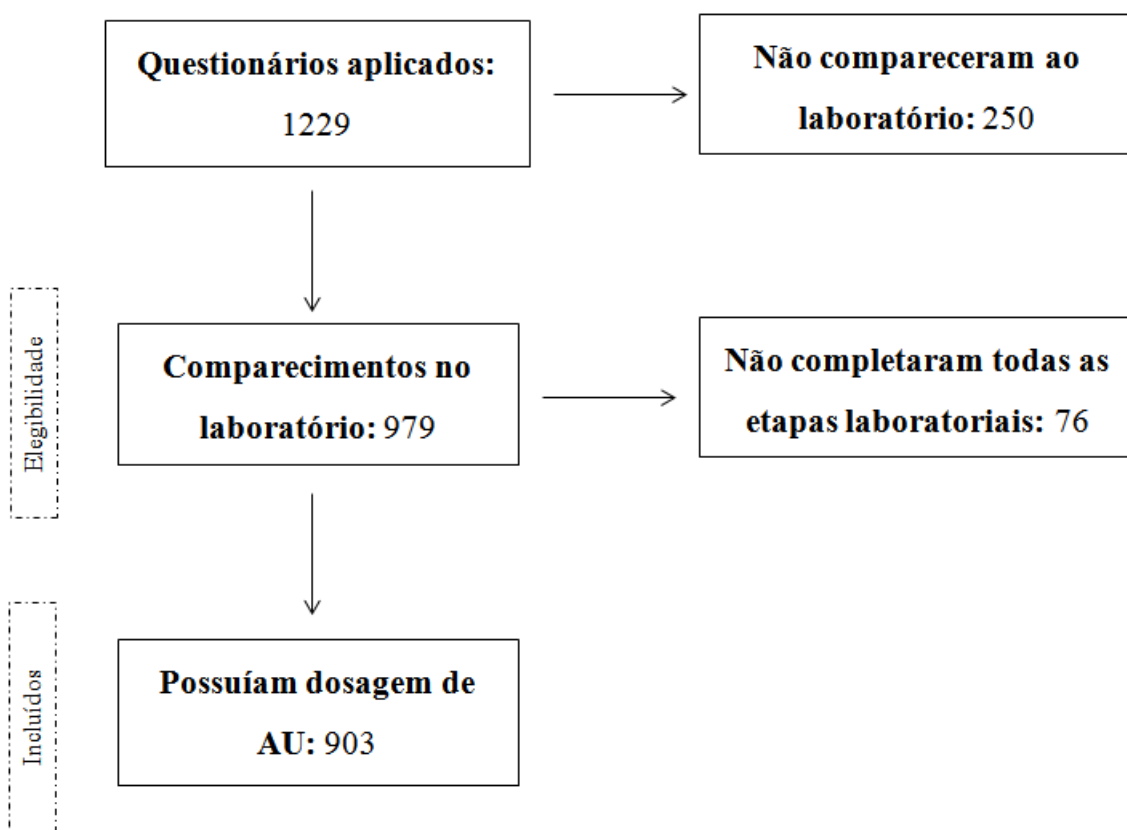 Questionários aplicados:
1229
Não compareceram ao
laboratório: 250
Elegibilidade
Comparecimentos no
laboratório: 979
Não completaram todas as
etapas laboratoriais: 76
Incluídos
Possuíam dosagem de
AU: 903